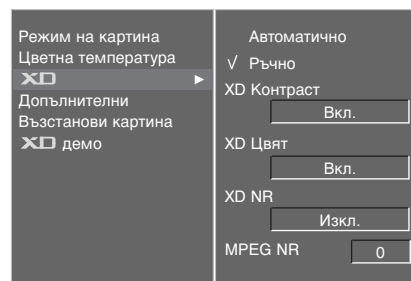 Режим на картина
Цветна температура
XD ►
Допълнителни
Възстанови картина
XD демо
Автоматично
√ Ръчно
XD Контраст
Вкл.
XD Цвят
Вкл.
XD NR
Изкл.
MPEG NR 0